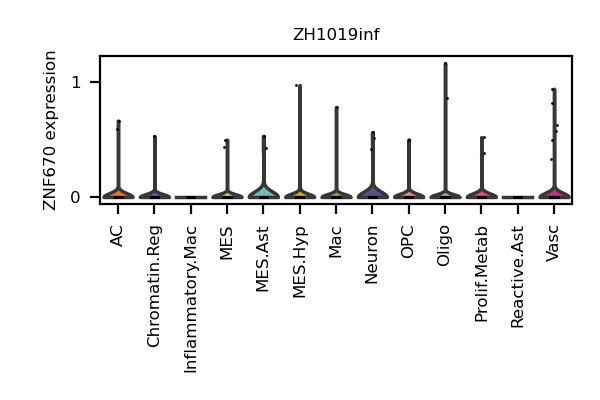 ZH1019inf
ZNF670 expression
1
0
AC
Chromatin.Reg
Inflammatory.Mac
MES
MES.Ast
MES.Hyp
Mac
Neuron
OPC
Oligo
Prolif.Metab
Reactive.Ast
Vasc